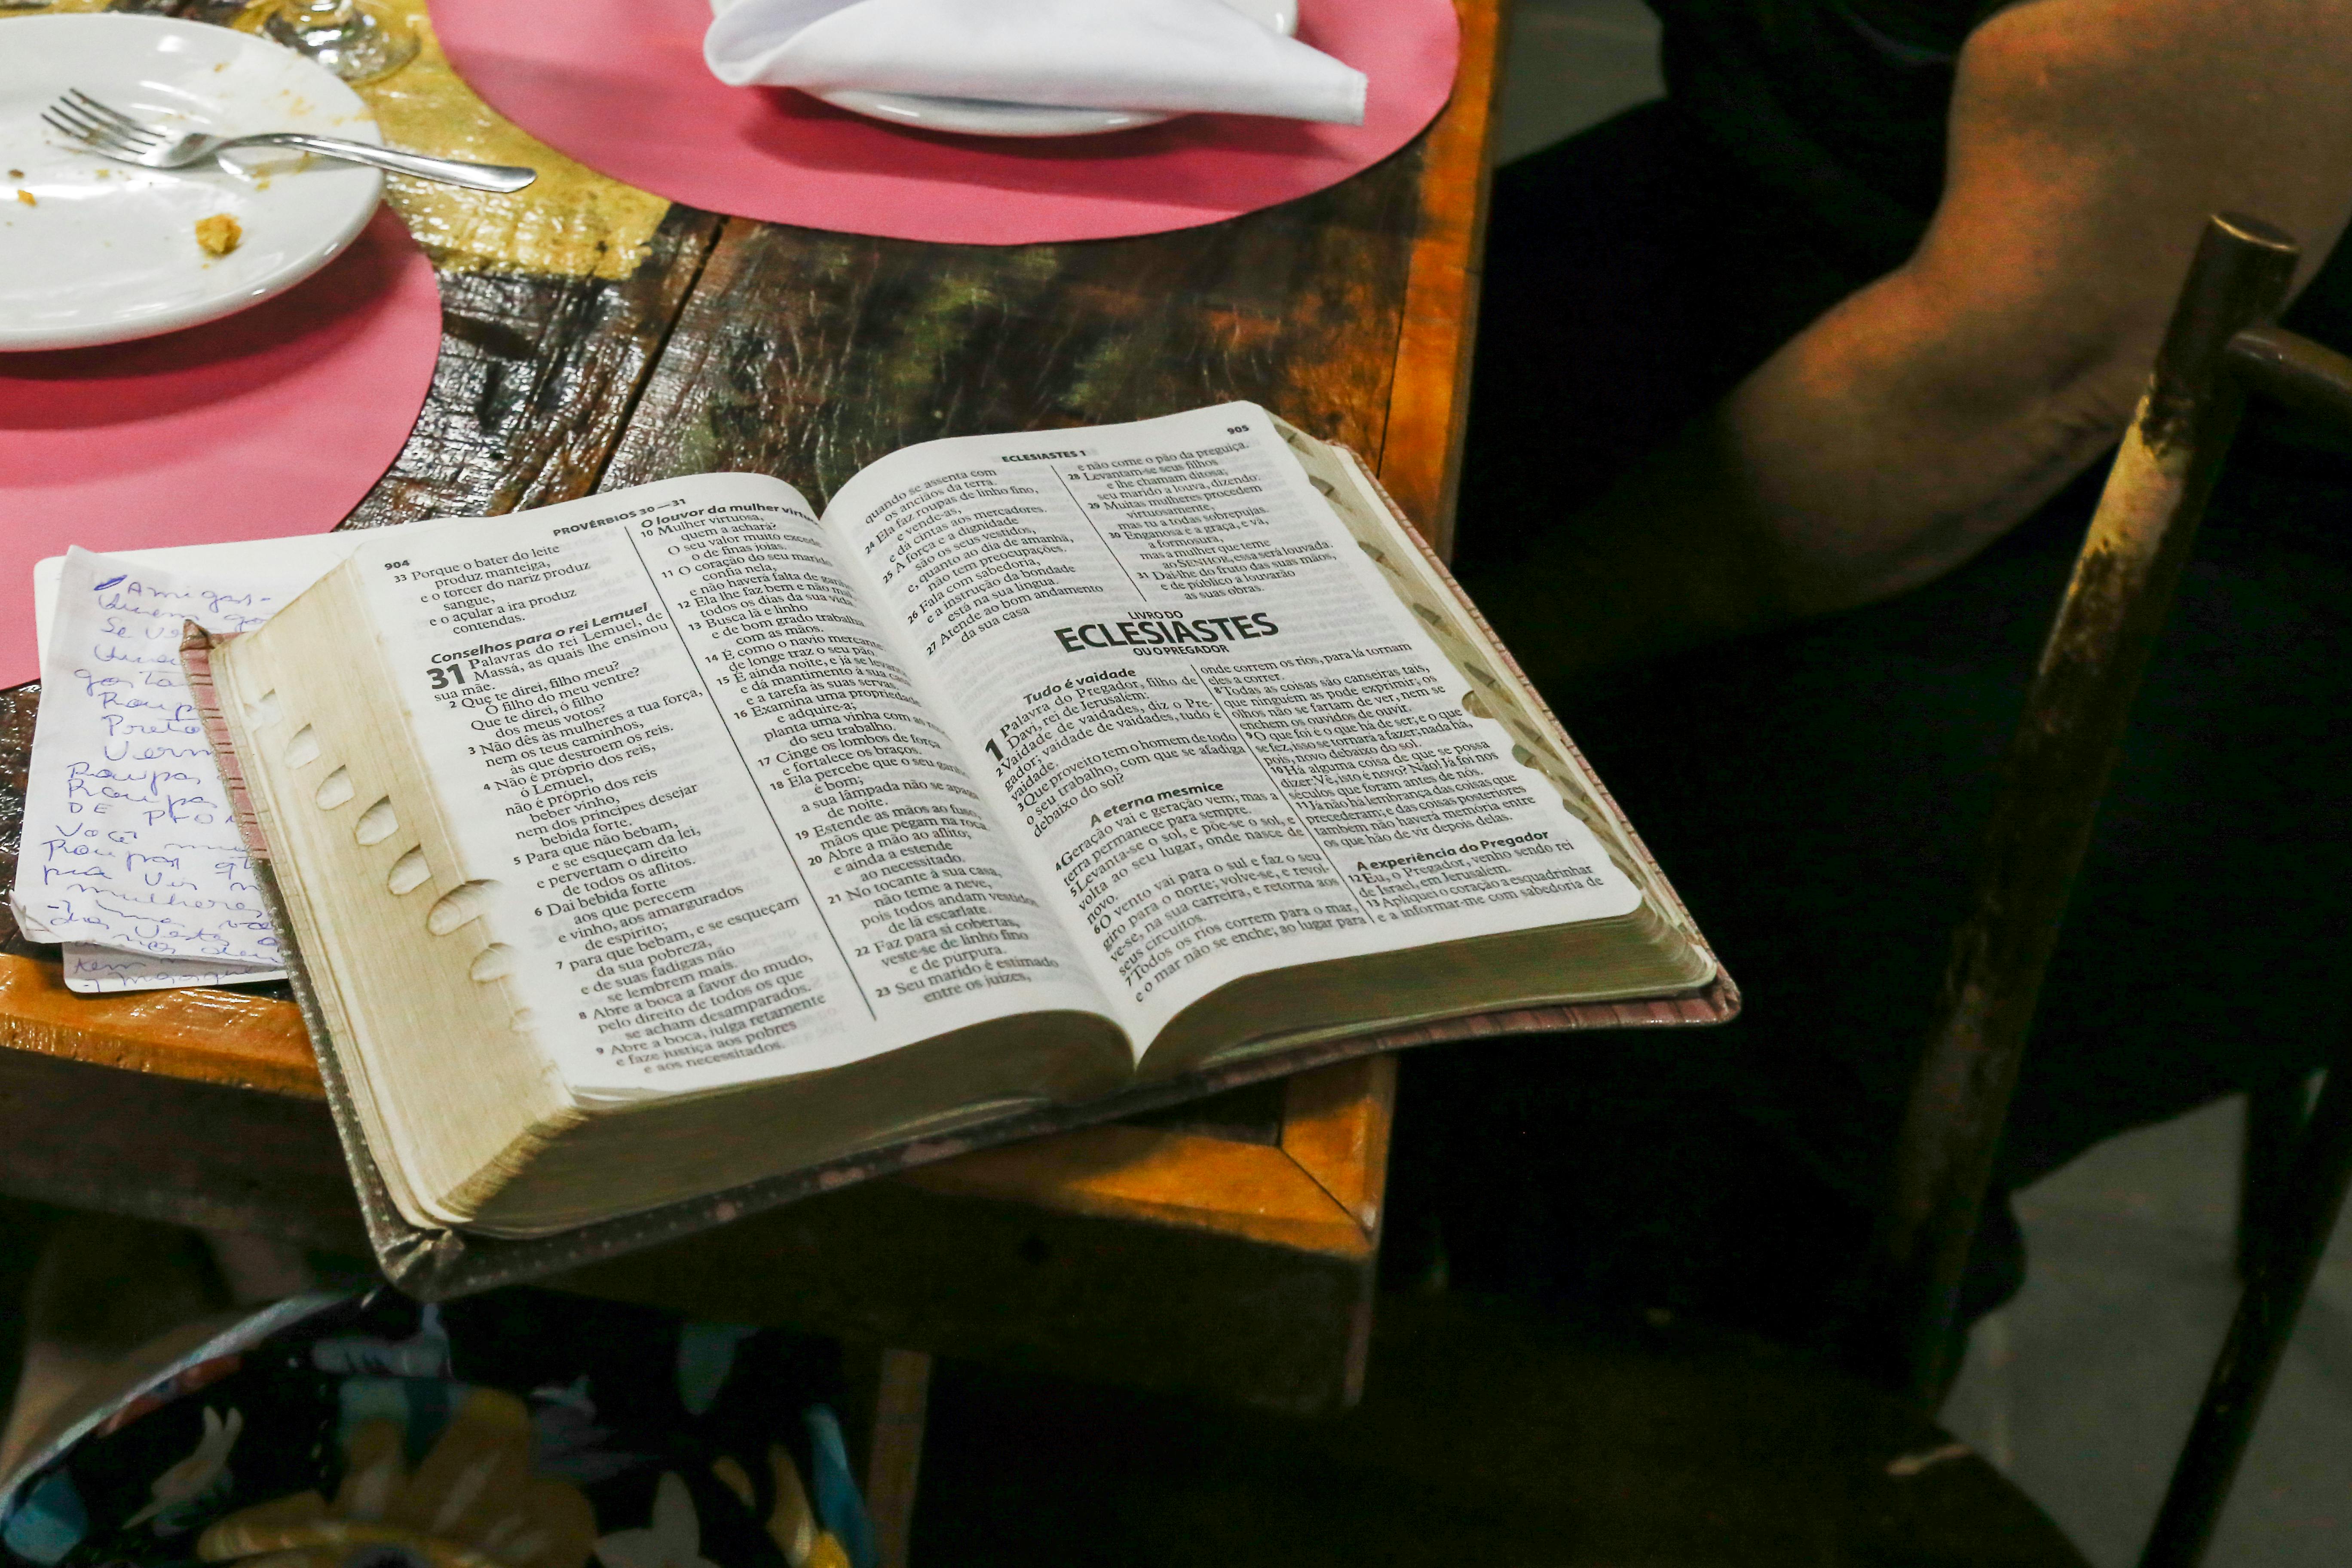 Amigas-
Se
Roup
Preto
Verm
Roupa
Roupa
DE
Você
Roupas
pra
mulheres
904
PROVÉRBIOS 30—31
33 Porque o bater do leite
produz manteiga,
e o torcer do nariz produz
sangue,
e o açular a ira produz
contendas.
Conselhos para o rei Lemuel
31 Palavras do rei Lemuel, de
Massá, as quais lhe ensinou
sua mãe.
2 Que te direi, filho meu?
Ó filho do meu ventre?
Que te direi, ó filho
dos meus votos?
3 Não dês às mulheres a tua força,
nem os teus caminhos,
às que destroem os reis.
4 Não é próprio dos reis,
ó Lemuel,
não é próprio dos reis
beber vinho,
nem dos príncipes desejar
bebida forte.
5 Para que não bebam,
e se esqueçam da lei,
e pervertam o direito
de todos os aflitos.
6 Dai bebida forte
aos que perecem
e vinho, aos amargurados
de espírito;
7 para que bebam, e se esqueçam
da sua pobreza,
e de suas fadigas não
se lembrem mais.
8 Abre a boca a favor do mudo,
pelo direito de todos os que
se acham desamparados.
9 Abre a boca, julga retamente
e faze justiça aos pobres
e aos necessitados.
O louvor da mulher
10 Mulher virtuosa,
quem a achará?
O seu valor muito excede
o de finas joias.
11 O coração do seu marido
confia nela,
e não haverá falta de
12 Ela lhe faz bem e não
todos os dias da sua vida.
13 Busca lã e linho
e de bom grado trabalha
com as mãos.
14 É como o navio
de longe traz o seu pão.
15 É ainda noite, e já se
e dá mantimento à sua
e a tarefa às suas servas.
16 Examina uma propriedade
e adquire-a;
planta uma vinha com as
do seu trabalho.
17 Cinge os lombos de força
e fortalece os braços.
18 Ela percebe que o seu
é bom;
a sua lâmpada não se apaga
de noite.
19 Estende as mãos ao fuso,
mãos que pegam na roca.
20 Abre a mão ao aflito;
e ainda a estende
ao necessitado.
21 No tocante à sua casa,
não teme a neve,
pois todos andam vestidos
de lã escarlate.
22 Faz para si cobertas,
veste-se de linho fino
e de púrpura.
23 Seu marido é estimado
entre os juízes,
ECLESIASTES 1
905
quando se assenta com
os anciãos da terra.
24 Ela faz roupas de linho fino,
e vende-as,
e dá cintas aos mercadores.
25 A força e a dignidade
são os seus vestidos,
e, quanto ao dia de amanhã,
não tem preocupações.
26 Fala com sabedoria,
e a instrução da bondade
está na sua língua.
27 Atende ao bom andamento
da sua casa
e não come o pão da preguiça.
28 Levantam-se seus filhos
e lhe chamam ditosa;
seu marido a louva, dizendo:
29 Muitas mulheres procedem
virtuosamente,
mas tu a todas sobrepujas.
30 Enganosa é a graça, e vã,
a formosura,
mas a mulher que teme
ao SENHOR, essa será louvada.
31 Dai-lhe do fruto das suas mãos,
e de público a louvarão
as suas obras.
LIVRO DO
ECLESIASTES
OU O PREGADOR
Tudo é vaidade
1 Palavra do Pregador, filho de
Davi, rei de Jerusalém:
2 Vaidade de vaidades, diz o Pre-
gador; vaidade de vaidades, tudo é
vaidade.
3 Que proveito tem o homem de todo
o seu trabalho, com que se afadiga
debaixo do sol?
A eterna mesmice
4 Geração vai e geração vem; mas a
terra permanece para sempre.
5 Levanta-se o sol, e põe-se o sol, e
volta ao seu lugar, onde nasce de
novo.
6 O vento vai para o sul e faz o seu
giro para o norte; volve-se, e revol-
ve-se, na sua carreira, e retorna aos
seus circuitos.
7 Todos os rios correm para o mar,
e o mar não se enche; ao lugar para
onde correm os rios, para lá tornam
eles a correr.
8 Todas as coisas são canseiras tais,
que ninguém as pode exprimir; os
olhos não se fartam de ver, nem se
enchem os ouvidos de ouvir.
9 O que foi é o que há de ser; e o que
se fez, isso se tornará a fazer; nada há,
pois, novo debaixo do sol.
10 Há alguma coisa de que se possa
dizer: Vê, isto é novo? Não! Já foi nos
séculos que foram antes de nós.
11 Já não há lembrança das coisas que
precederam; e das coisas posteriores
também não haverá memória entre
os que hão de vir depois delas.
A experiência do Pregador
12 Eu, o Pregador, venho sendo rei
de Israel, em Jerusalém.
13 Apliquei o coração a esquadrinhar
e a informar-me com sabedoria de